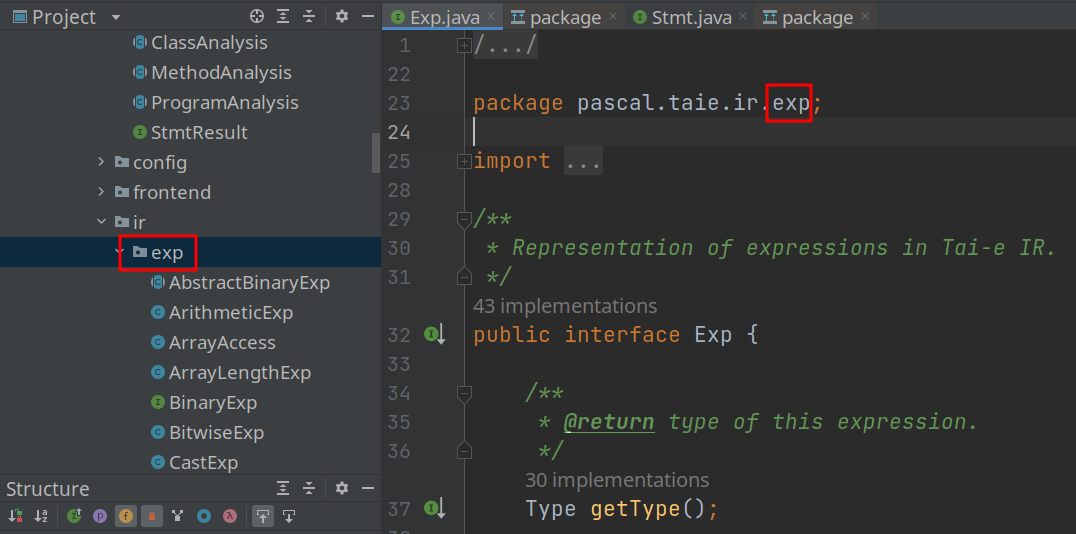 Project
ClassAnalysis
MethodAnalysis
ProgramAnalysis
StmtResult
config
frontend
ir
exp
AbstractBinaryExp
ArithmeticExp
ArrayAccess
ArrayLengthExp
BinaryExp
BitwiseExp
CastExp
Structure
Exp.java package Stmt.java package
1 /.../
22
23 package pascal.taie.ir.exp;
24
25 import ...
28
29 /**
30 * Representation of expressions in Tai-e IR.
31 */
43 implementations
32 public interface Exp {
33
34 /**
35 * @return type of this expression.
36 */
30 implementations
37 Type getType();